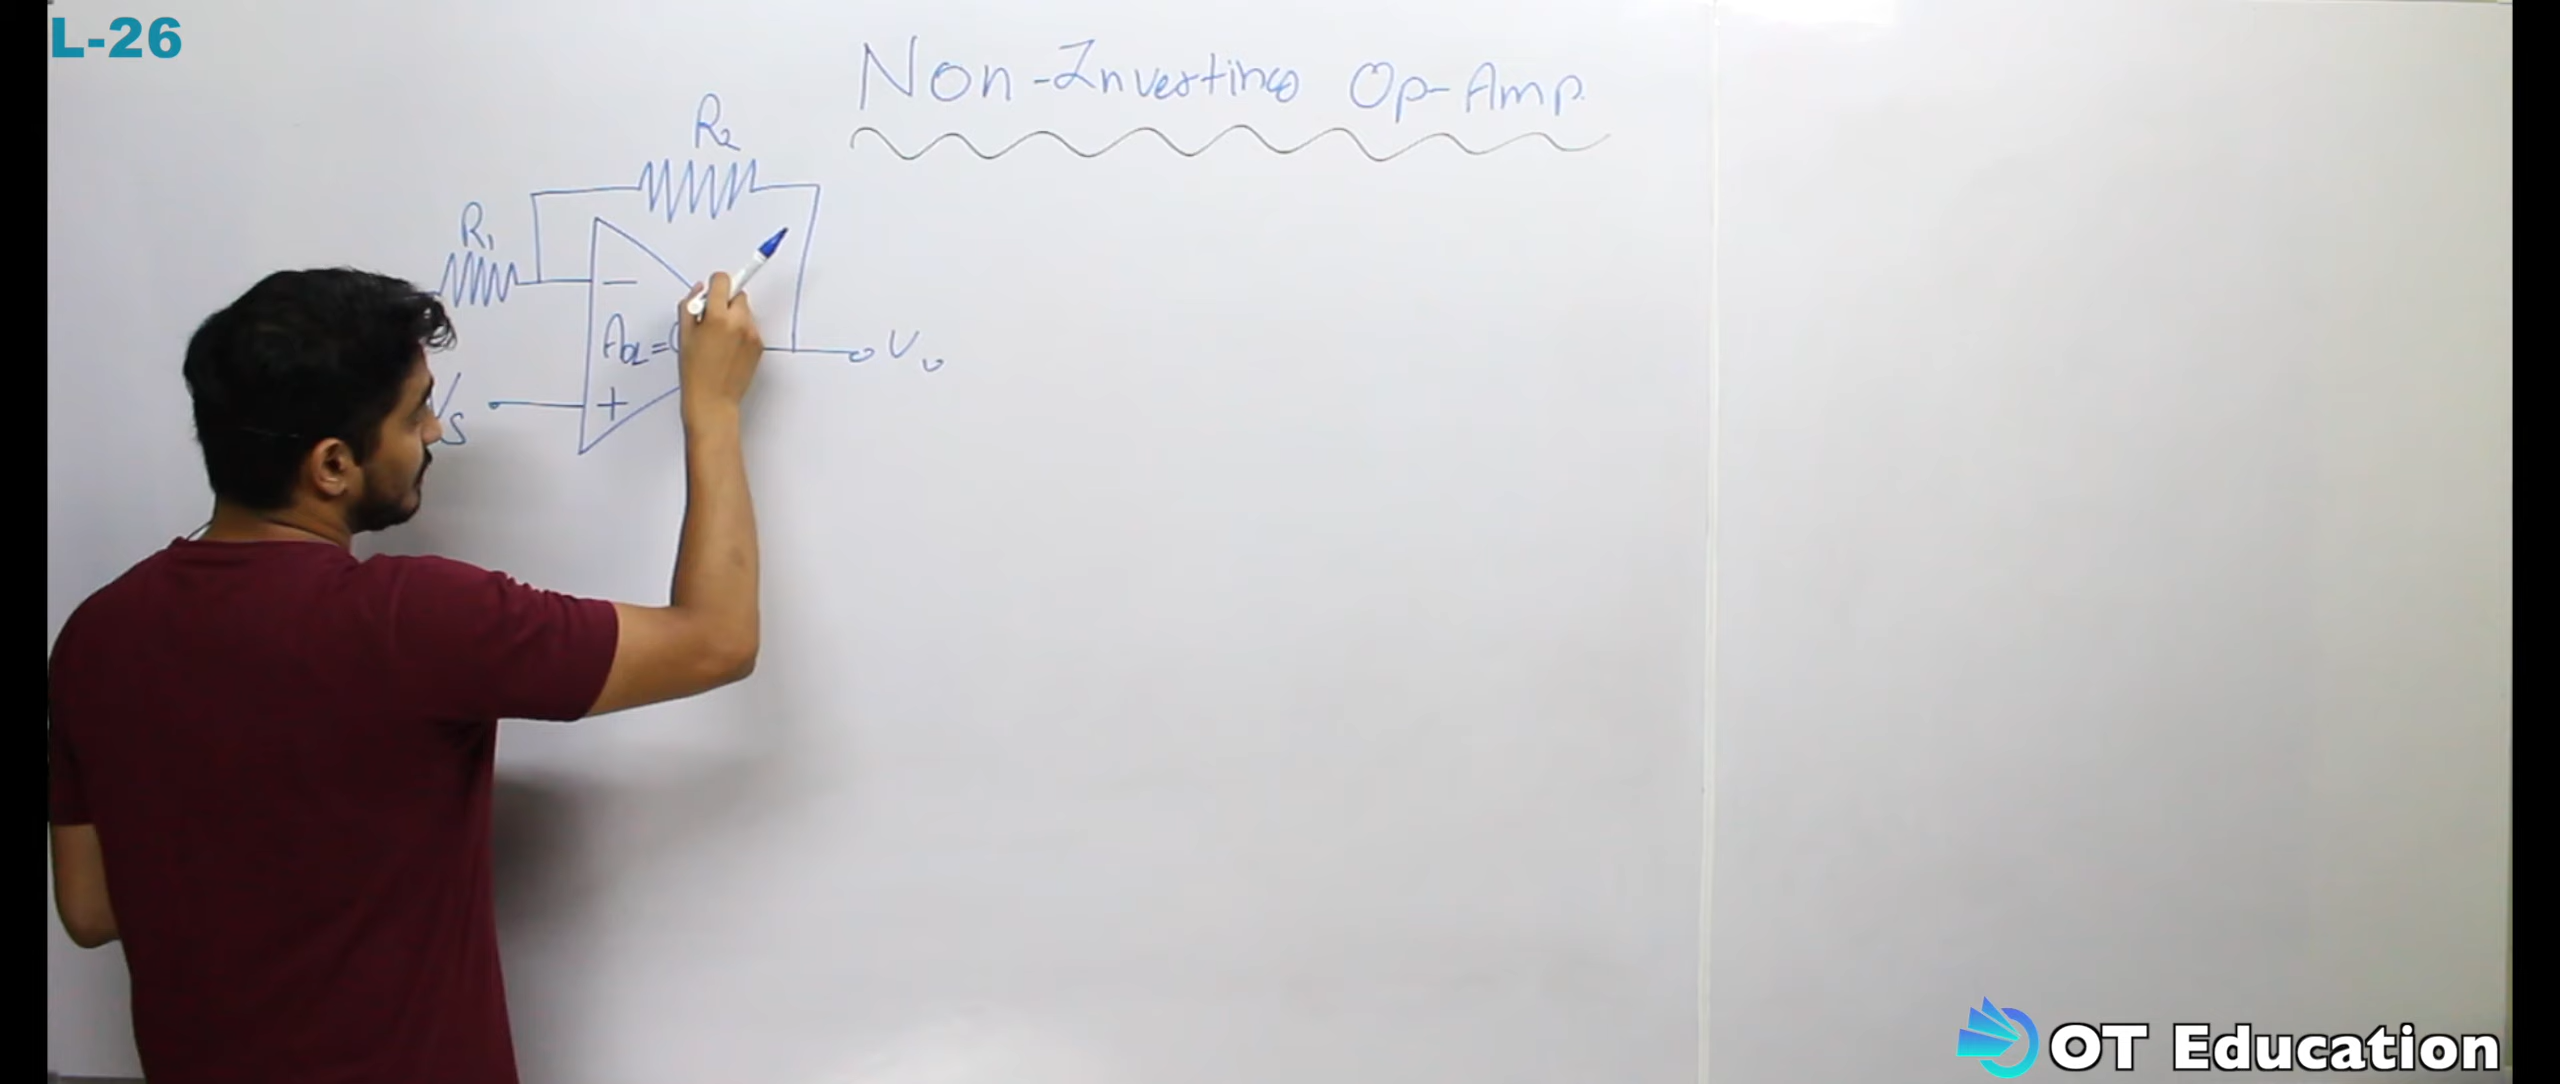 L-26
Non-Inverting Op-Amp.
R2
R1
−
AOL=
Vo
+
Vs
OT Education